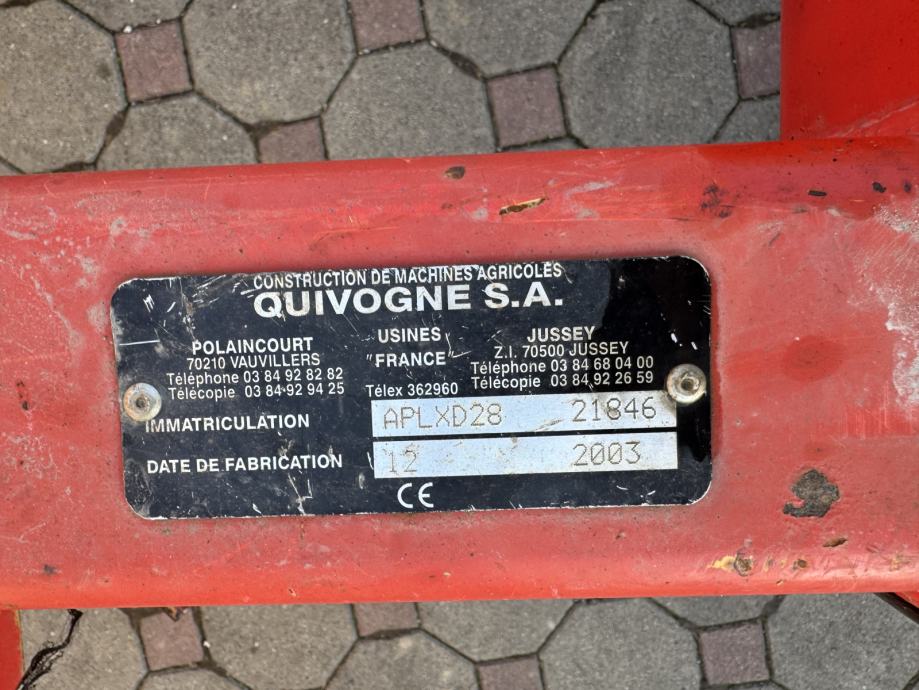 CONSTRUCTION DE MACHINES AGRICOLES
QUIVOGNE S.A.
POLAINCOURT
70210 VAUVILLERS
Téléphone 03 84 92 82 82
Télécopie 03 84 92 94 25
USINES
"FRANCE"
Télex 362960
JUSSEY
Z.I. 70500 JUSSEY
Téléphone 03 84 68 04 00
Télécopie 03 84 92 26 59
IMMATRICULATION APLXD28 21846
DATE DE FABRICATION 12 2003
CE